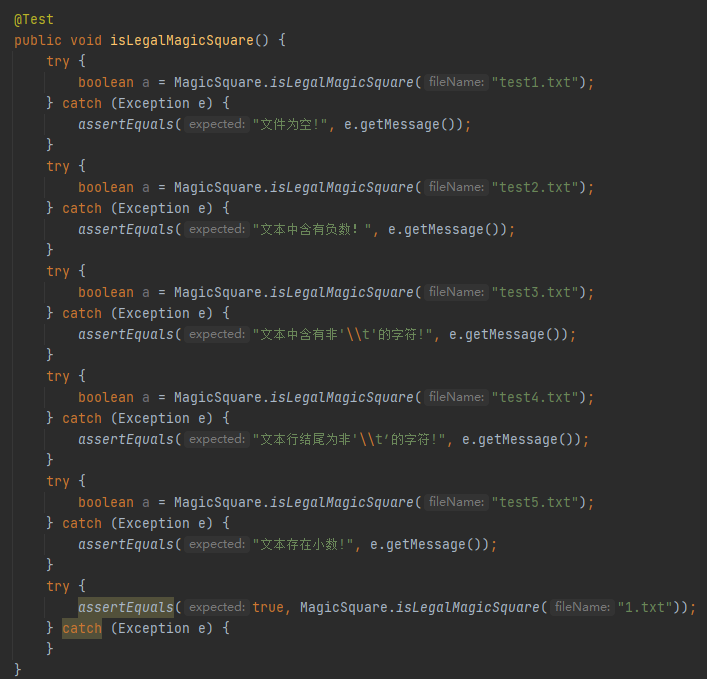 @Test
public void isLegalMagicSquare() {
    try {
        boolean a = MagicSquare.isLegalMagicSquare( fileName: "test1.txt");
    } catch (Exception e) {
        assertEquals( expected: "文件为空!", e.getMessage());
    }
    try {
        boolean a = MagicSquare.isLegalMagicSquare( fileName: "test2.txt");
    } catch (Exception e) {
        assertEquals( expected: "文本中含有负数！", e.getMessage());
    }
    try {
        boolean a = MagicSquare.isLegalMagicSquare( fileName: "test3.txt");
    } catch (Exception e) {
        assertEquals( expected: "文本中含有非'\\t'的字符!", e.getMessage());
    }
    try {
        boolean a = MagicSquare.isLegalMagicSquare( fileName: "test4.txt");
    } catch (Exception e) {
        assertEquals( expected: "文本行结尾为非'\\t‘的字符!", e.getMessage());
    }
    try {
        boolean a = MagicSquare.isLegalMagicSquare( fileName: "test5.txt");
    } catch (Exception e) {
        assertEquals( expected: "文本存在小数!", e.getMessage());
    }
    try {
        assertEquals( expected: true, MagicSquare.isLegalMagicSquare( fileName: "1.txt"));
    } catch (Exception e) {
    }
}